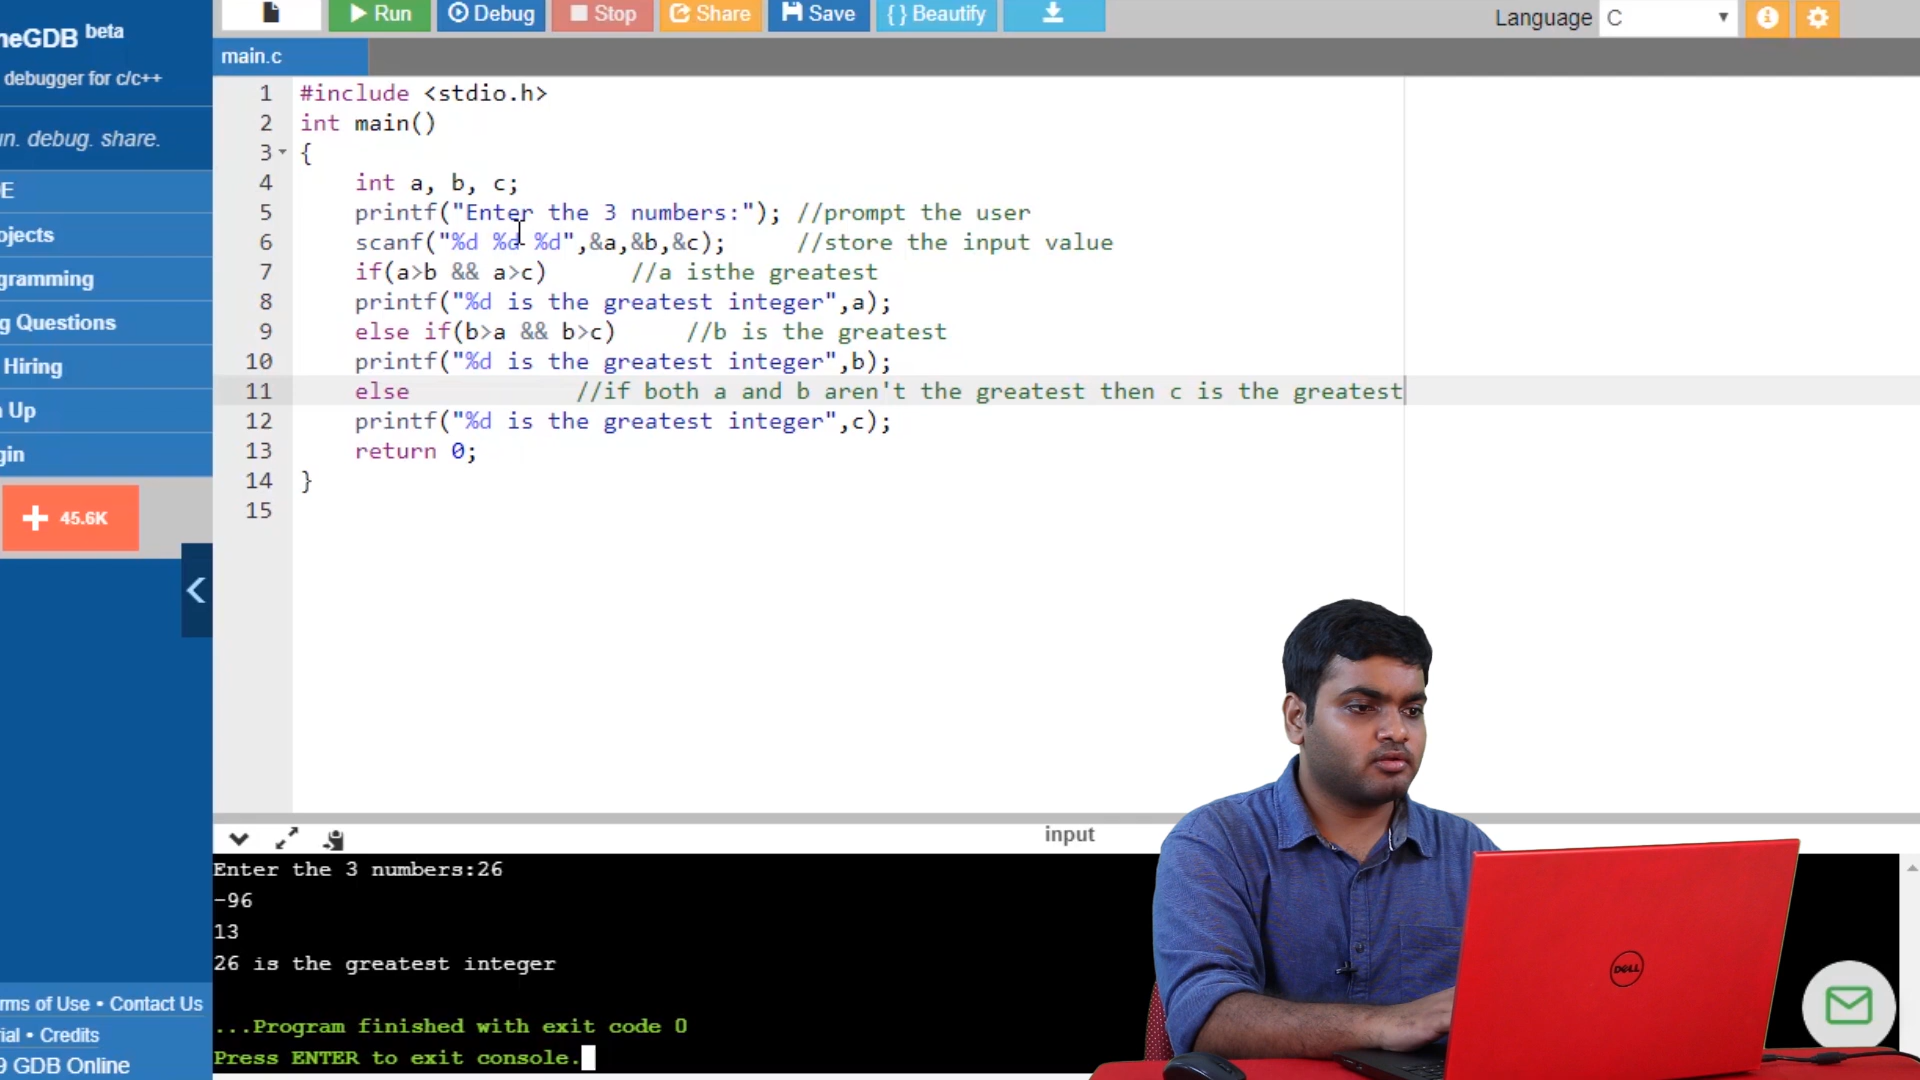 Run Debug Stop Share Save { } Beautify Language C
neGDB beta
main.c
debugger for c/c++
un. debug. share.
E
ojects
gramming
g Questions
Hiring
n Up
gin
45.6K
1 #include <stdio.h>
2 int main()
3 {
4 int a, b, c;
5 printf("Enter the 3 numbers:"); //prompt the user
6 scanf("%d %d %d",&a,&b,&c); //store the input value
7 if(a>b && a>c) //a isthe greatest
8 printf("%d is the greatest integer",a);
9 else if(b>a && b>c) //b is the greatest
10 printf("%d is the greatest integer",b);
11 else //if both a and b aren't the greatest then c is the greatest
12 printf("%d is the greatest integer",c);
13 return 0;
14 }
15
input
Enter the 3 numbers:26
-96
13
26 is the greatest integer
...Program finished with exit code 0
Press ENTER to exit console.
rms of Use • Contact Us
ial • Credits
9 GDB Online
DELL